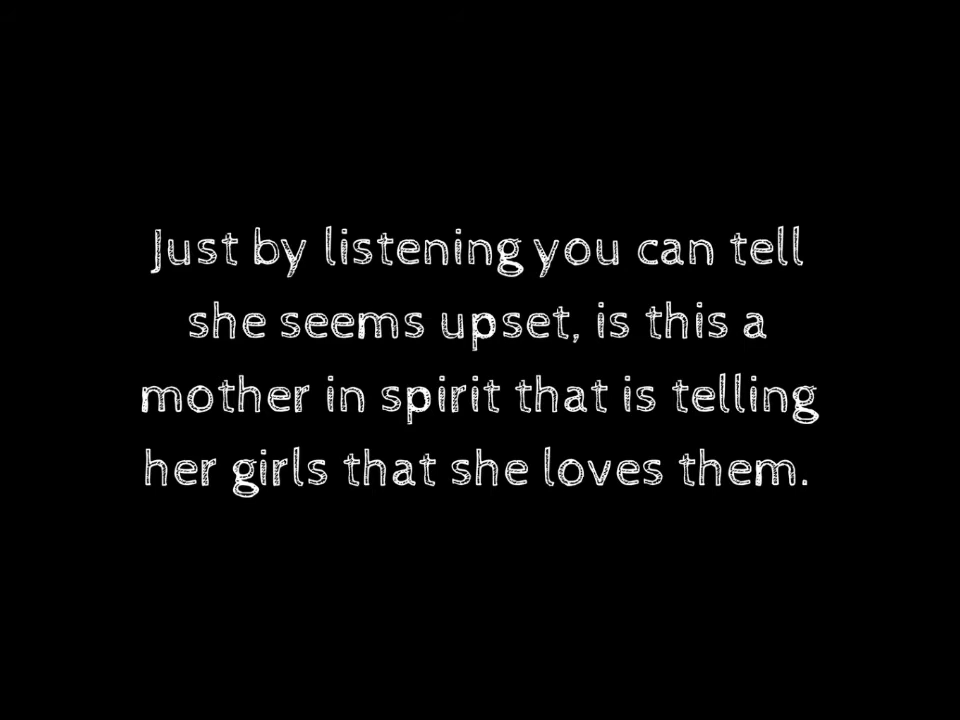 Just by listening you can tell
she seems upset, is this a
mother in spirit that is telling
her girls that she loves them.